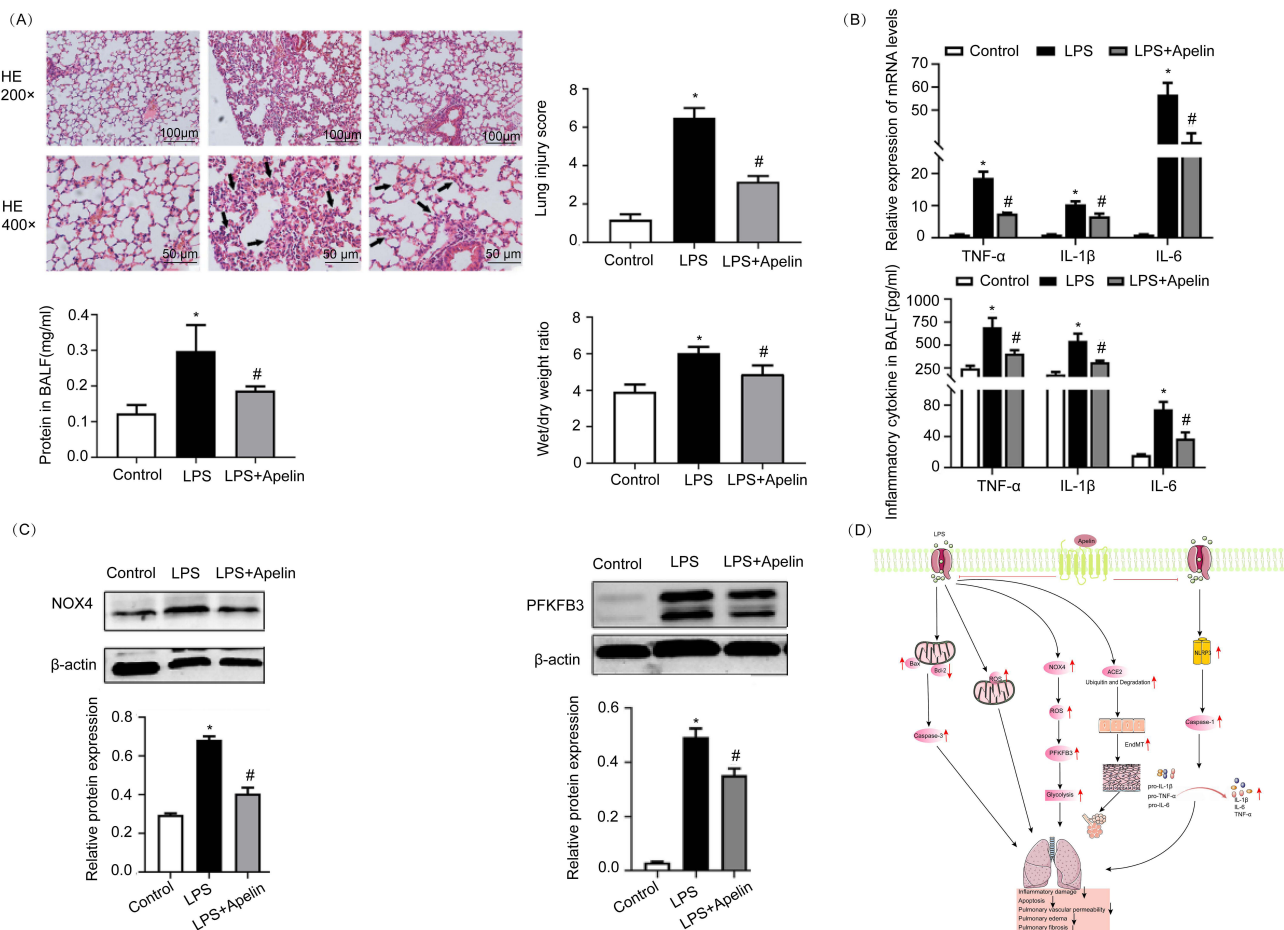 (A)
HE
200×
100μm
100μm
100μm
HE
400×
50 μm
50 μm
50 μm
Lung injury score
8
6
4
2
0
Control
LPS
LPS+Apelin
*
#
Protein in BALF(mg/ml)
0.4
0.3
0.2
0.1
0.0
Control
LPS
LPS+Apelin
*
#
Wet/dry weight ratio
8
6
4
2
0
Control
LPS
LPS+Apelin
*
#
(B)
Control LPS LPS+Apelin
Relative expression of mRNA levels
70
60
50
20
10
0
* # * # * #
TNF-α IL-1β IL-6
Control LPS LPS+Apelin
Inflammatory cytokine in BALF(pg/ml)
1000
750
500
250
80
40
0
* # * # * #
TNF-α IL-1β IL-6
(C)
Control LPS LPS+Apelin
NOX4
β-actin
Relative protein expression
0.8
0.6
0.4
0.2
0.0
* #
Control
LPS
LPS+Apelin
Control LPS LPS+Apelin
PFKFB3
β-actin
Relative protein expression
0.6
0.4
0.2
0.0
* #
Control
LPS
LPS+Apelin
(D)
LPS
Apelin
Bax
Bcl-2
Caspase-3
ROS
NOX4
ROS
PFKFB3
Glycolysis
ACE2
Ubiquitin and Degradation
EndMT
NLRP3
Caspase-1
pro-IL-1β
pro-TNF-α
pro-IL-6
IL-1β
IL-6
TNF-α
Inflammatory damage
Apoptosis
Pulmonary vascular permeability
Pulmonary edema
Pulmonary fibrosis